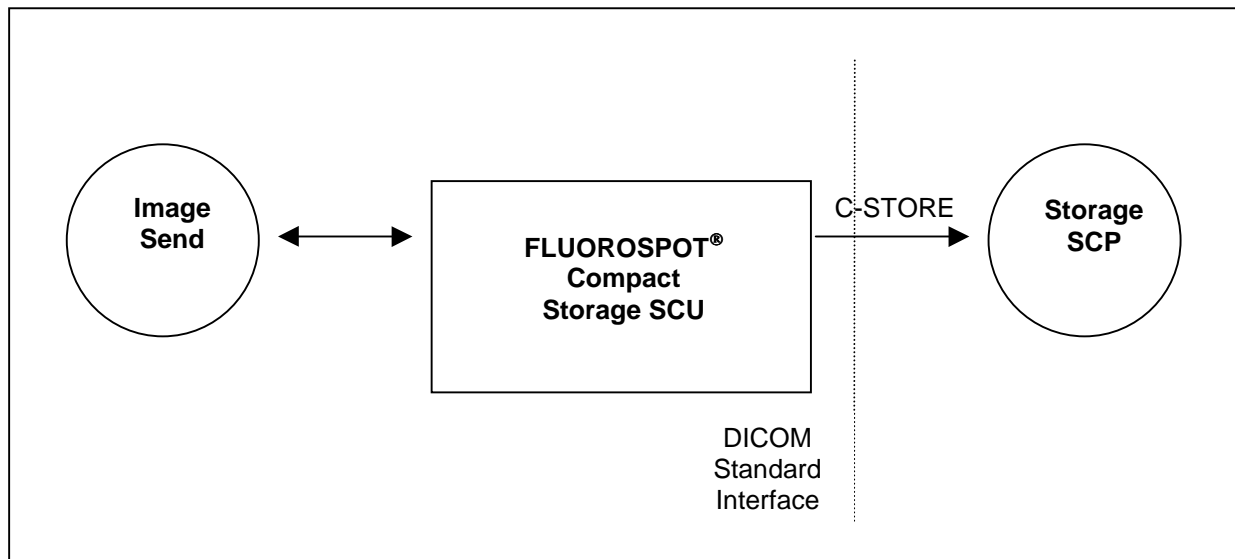 Image
Send
FLUOROSPOT®
Compact
Storage SCU
C-STORE
Storage
SCP
DICOM
Standard
Interface